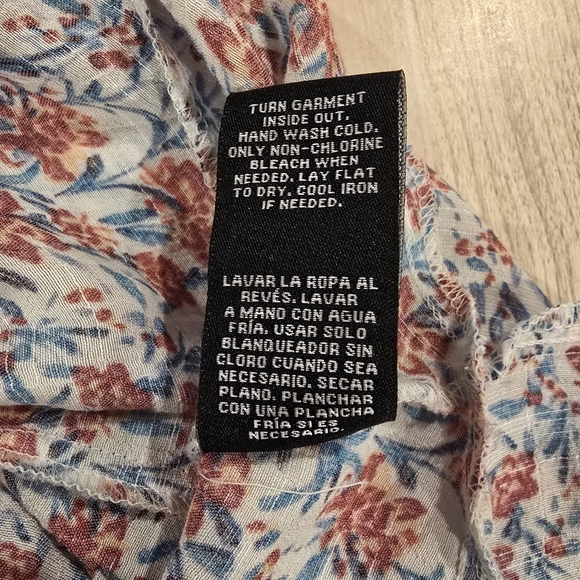 TURN GARMENT
INSIDE OUT.
HAND WASH COLD.
ONLY NON-CHLORINE
BLEACH WHEN
NEEDED. LAY FLAT
TO DRY. COOL IRON
IF NEEDED.
LAVAR LA ROPA AL
REVÉS. LAVAR
A MANO CON AGUA
FRÍA. USAR SOLO
BLANQUEADOR SIN
CLORO CUANDO SEA
NECESARIO. SECAR
PLANO. PLANCHAR
CON UNA PLANCHA
FRÍA SI ES
NECESARIO.